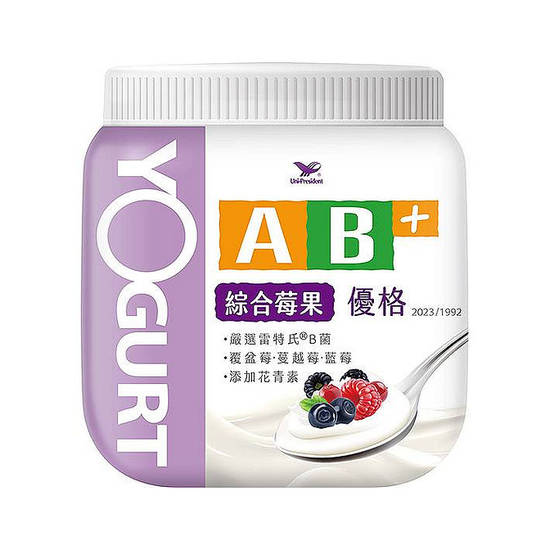 YOGURT
Uni-President
®
AB+
綜合莓果 優格 2023/1992
•嚴選雷特氏®B菌
•覆盆莓•蔓越莓•藍莓
•添加花青素